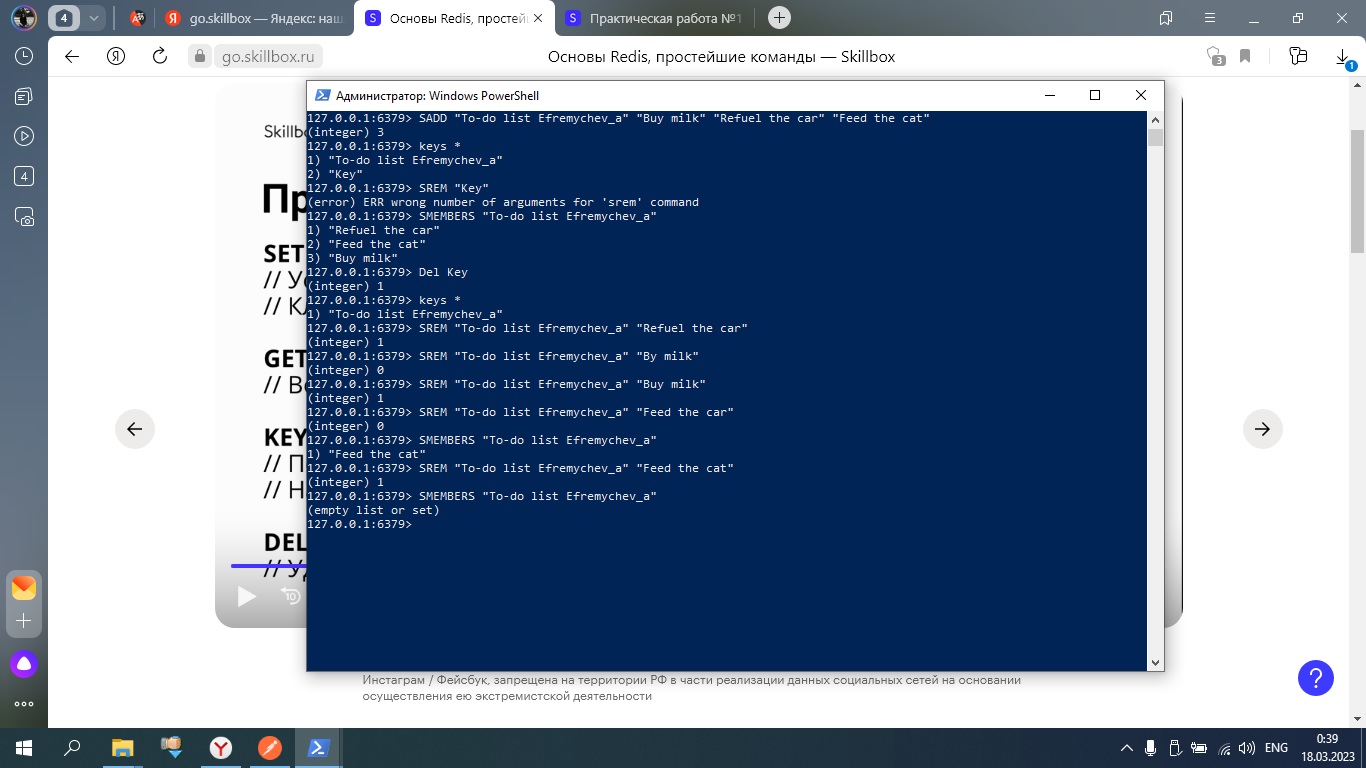 4
go.skillbox — Яндекс: наш
Основы Redis, простей
Практическая работа №1
go.skillbox.ru
Основы Redis, простейшие команды — Skillbox
3
1
4
Skillb
Пр
SET
//
// К
GET
// В
KEY
// П
// Н
DEL
// У
10
Администратор: Windows PowerShell
127.0.0.1:6379> SADD "To-do list Efremychev_a" "Buy milk" "Refuel the car" "Feed the cat"
(integer) 3
127.0.0.1:6379> keys *
1) "To-do list Efremychev_a"
2) "Key"
127.0.0.1:6379> SREM "Key"
(error) ERR wrong number of arguments for 'srem' command
127.0.0.1:6379> SMEMBERS "To-do list Efremychev_a"
1) "Refuel the car"
2) "Feed the cat"
3) "Buy milk"
127.0.0.1:6379> Del Key
(integer) 1
127.0.0.1:6379> keys *
1) "To-do list Efremychev_a"
127.0.0.1:6379> SREM "To-do list Efremychev_a" "Refuel the car"
(integer) 1
127.0.0.1:6379> SREM "To-do list Efremychev_a" "By milk"
(integer) 0
127.0.0.1:6379> SREM "To-do list Efremychev_a" "Buy milk"
(integer) 1
127.0.0.1:6379> SREM "To-do list Efremychev_a" "Feed the car"
(integer) 0
127.0.0.1:6379> SMEMBERS "To-do list Efremychev_a"
1) "Feed the cat"
127.0.0.1:6379> SREM "To-do list Efremychev_a" "Feed the cat"
(integer) 1
127.0.0.1:6379> SMEMBERS "To-do list Efremychev_a"
(empty list or set)
127.0.0.1:6379>
Инстаграм / Фейсбук, запрещена на территории РФ в части реализации данных социальных сетей на основании
осуществления ею экстремистской деятельности
?
ENG
0:39
18.03.2023